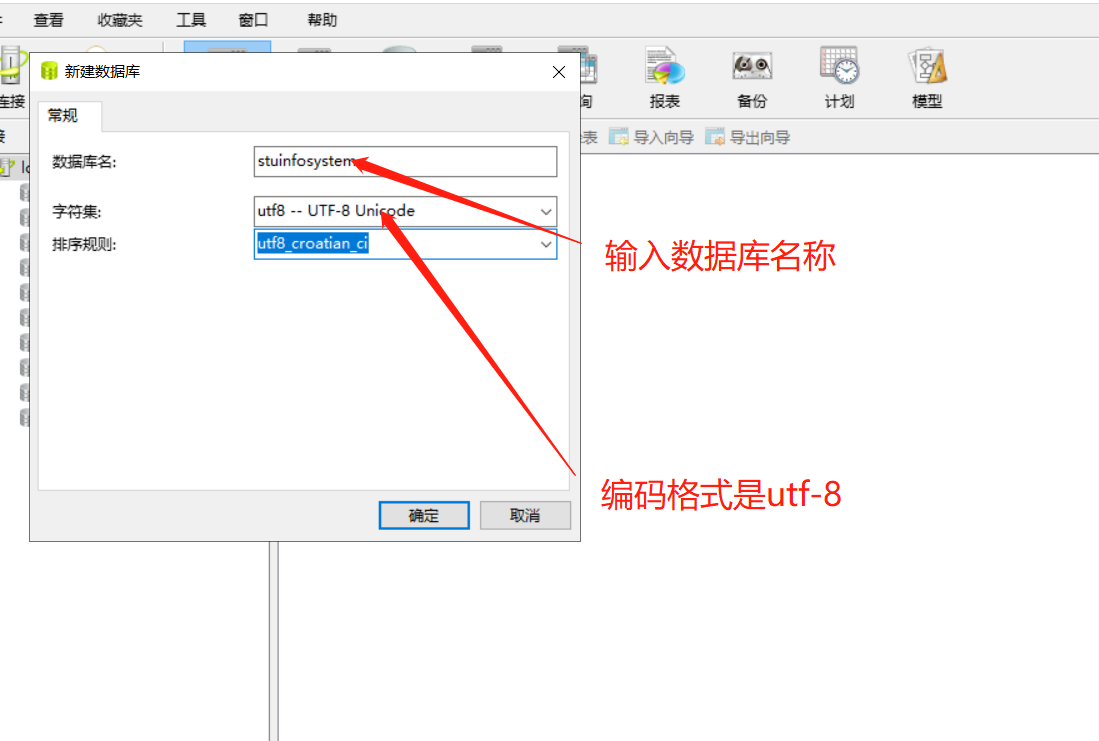 查看 收藏夹 工具 窗口 帮助
连接 报表 备份 计划 模型
导入向导 导出向导
新建数据库
常规
数据库名: stuinfosystem
字符集: utf8 -- UTF-8 Unicode
排序规则: utf8_croatian_ci
输入数据库名称
编码格式是utf-8
确定 取消